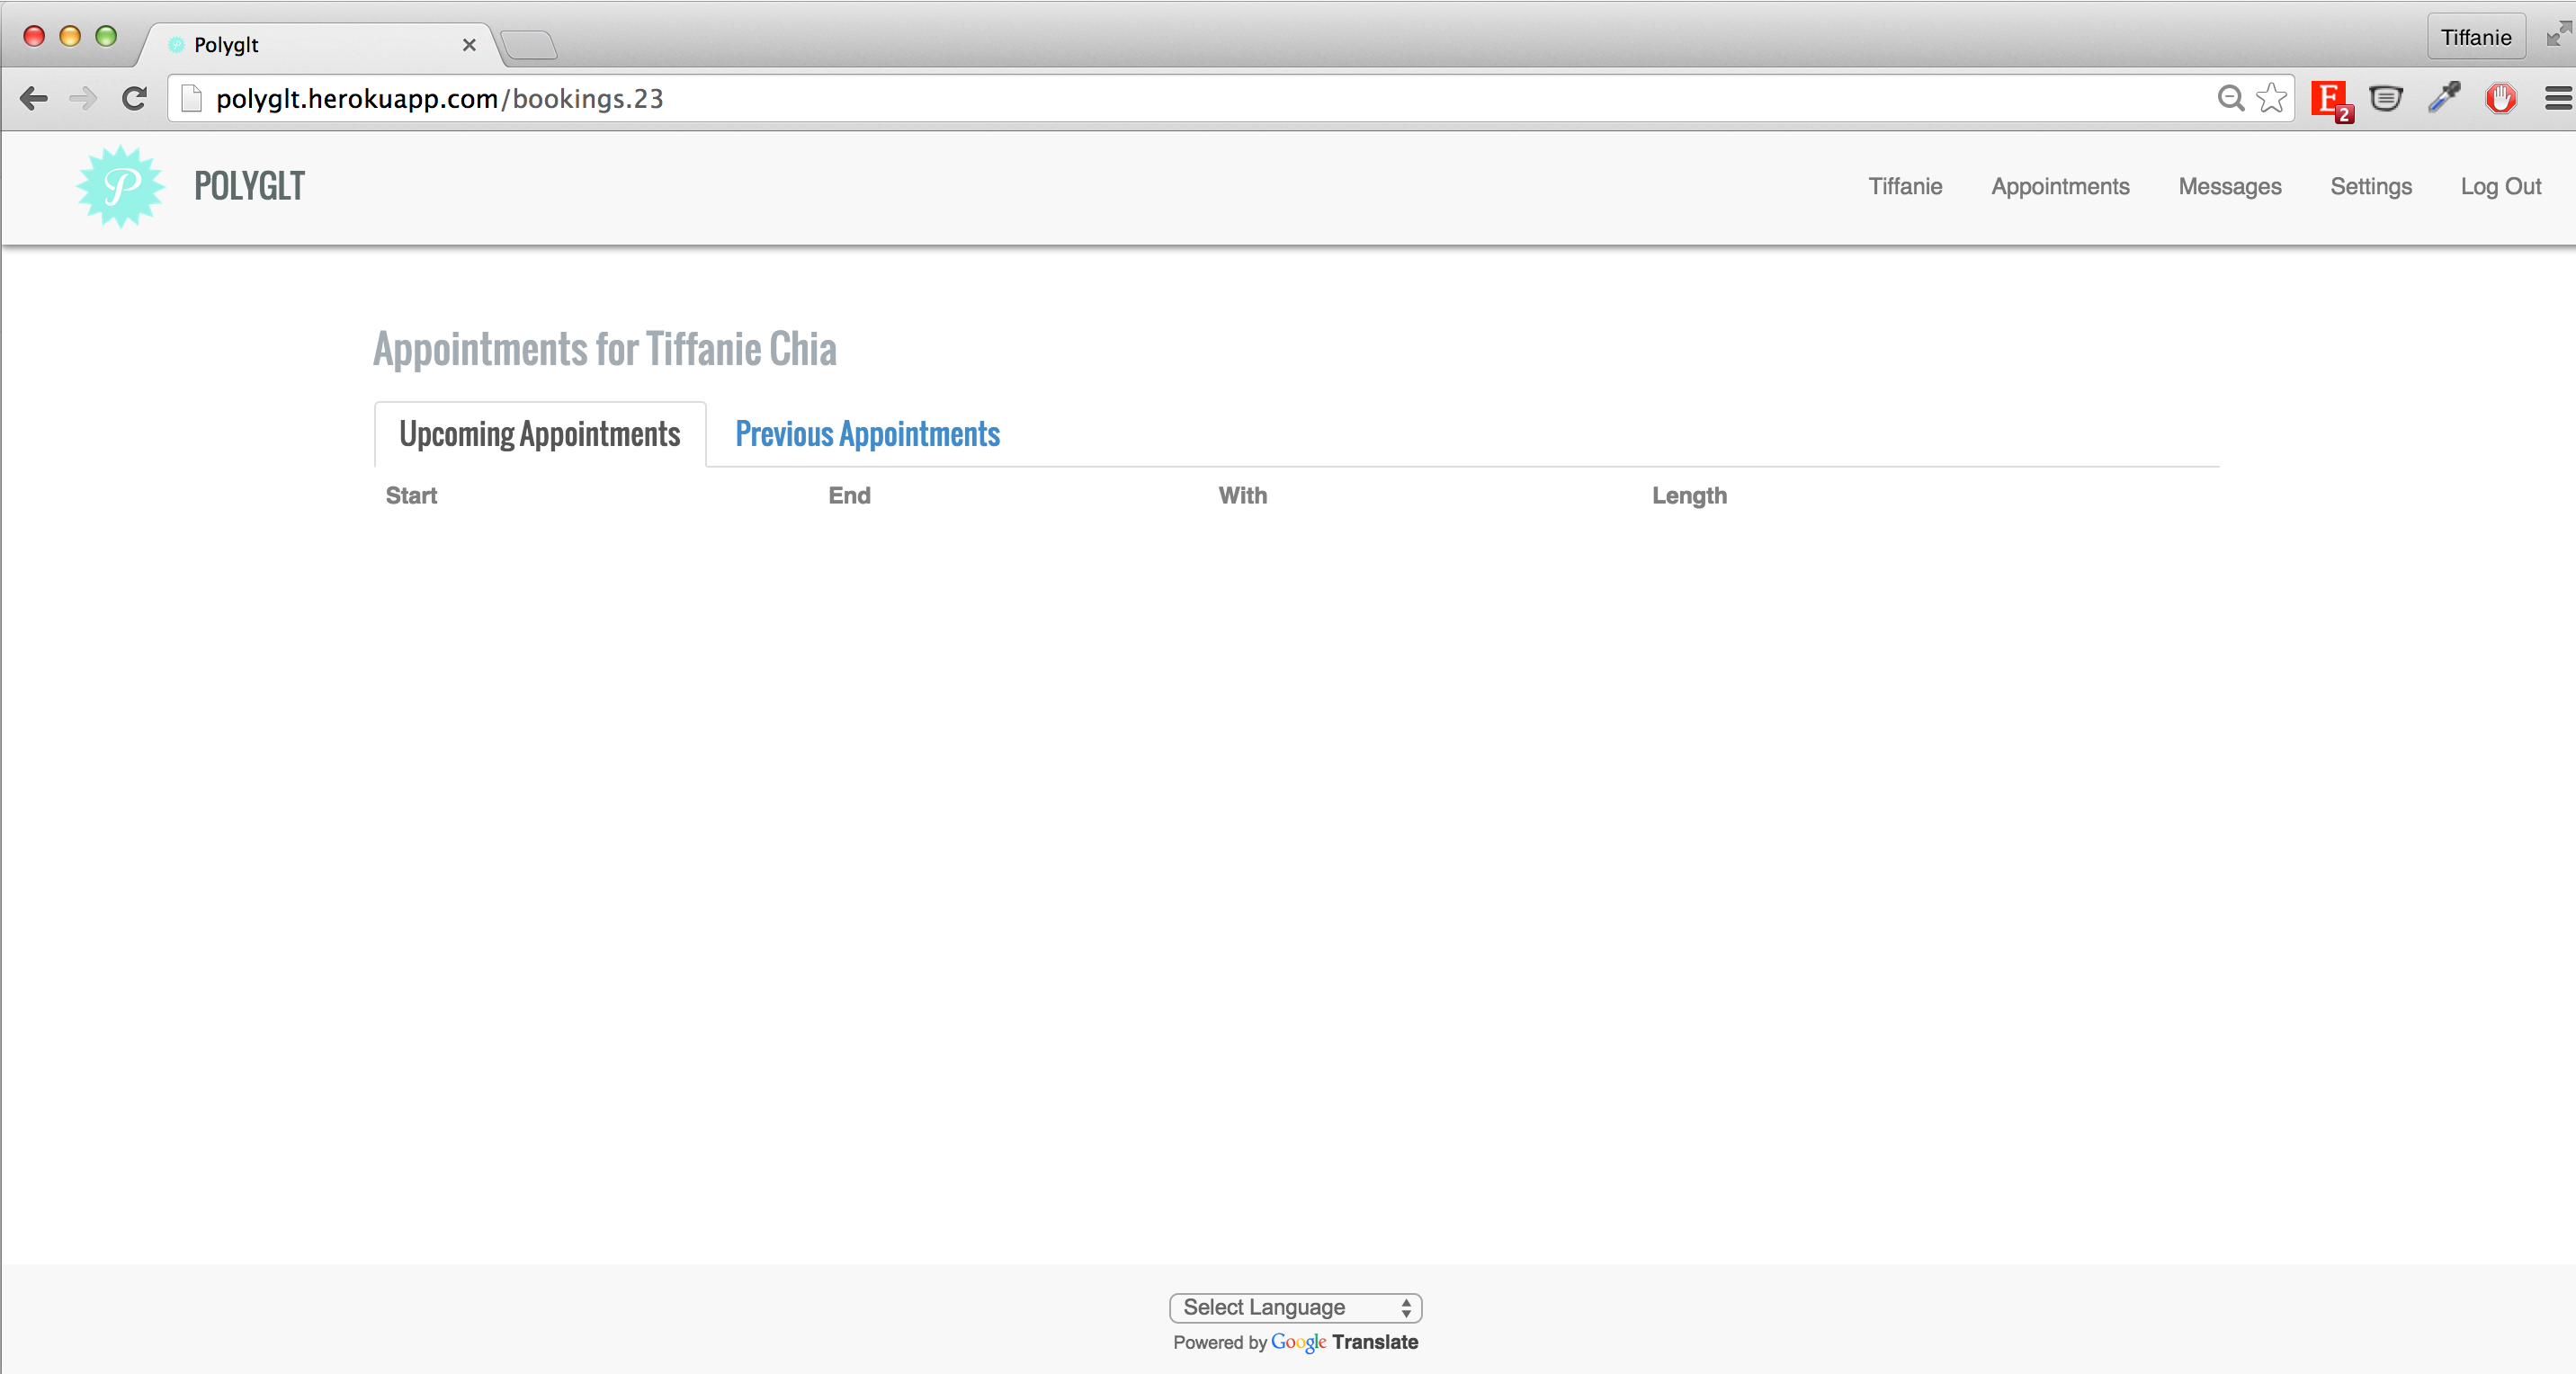 Polyglt
Tiffanie
polyglt.herokuapp.com/bookings.23
E 2
P POLYGLT
Tiffanie Appointments Messages Settings Log Out
Appointments for Tiffanie Chia
Upcoming Appointments Previous Appointments
Start End With Length
Select Language
Powered by Google Translate